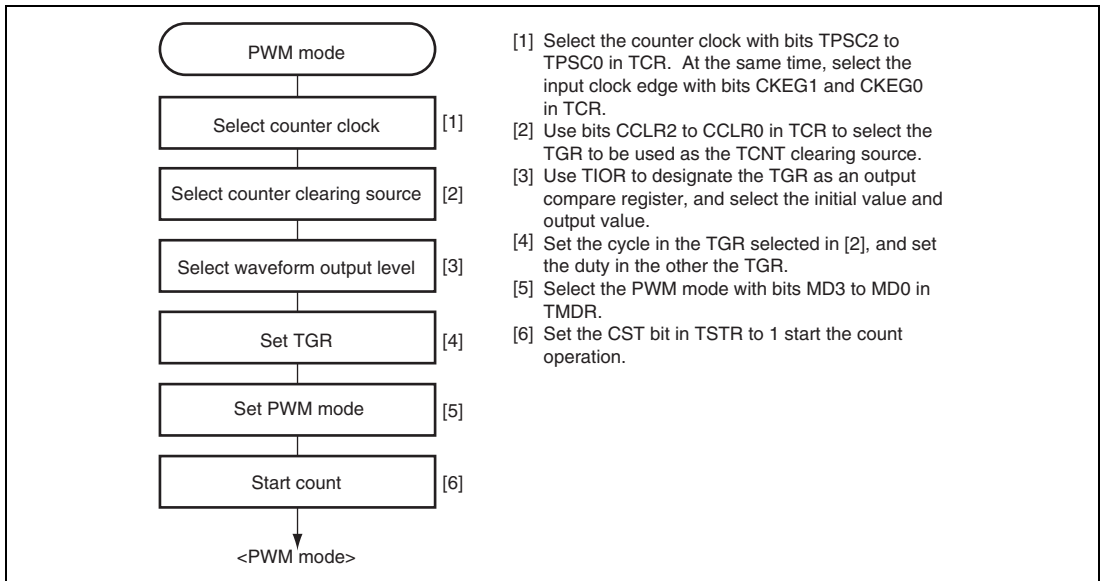 PWM mode
Select counter clock
[1]
Select counter clearing source
[2]
Select waveform output level
[3]
Set TGR
[4]
Set PWM mode
[5]
Start count
[6]
<PWM mode>
[1] Select the counter clock with bits TPSC2 to
TPSC0 in TCR. At the same time, select the
input clock edge with bits CKEG1 and CKEG0
in TCR.
[2] Use bits CCLR2 to CCLR0 in TCR to select the
TGR to be used as the TCNT clearing source.
[3] Use TIOR to designate the TGR as an output
compare register, and select the initial value and
output value.
[4] Set the cycle in the TGR selected in [2], and set
the duty in the other the TGR.
[5] Select the PWM mode with bits MD3 to MD0 in
TMDR.
[6] Set the CST bit in TSTR to 1 start the count
operation.